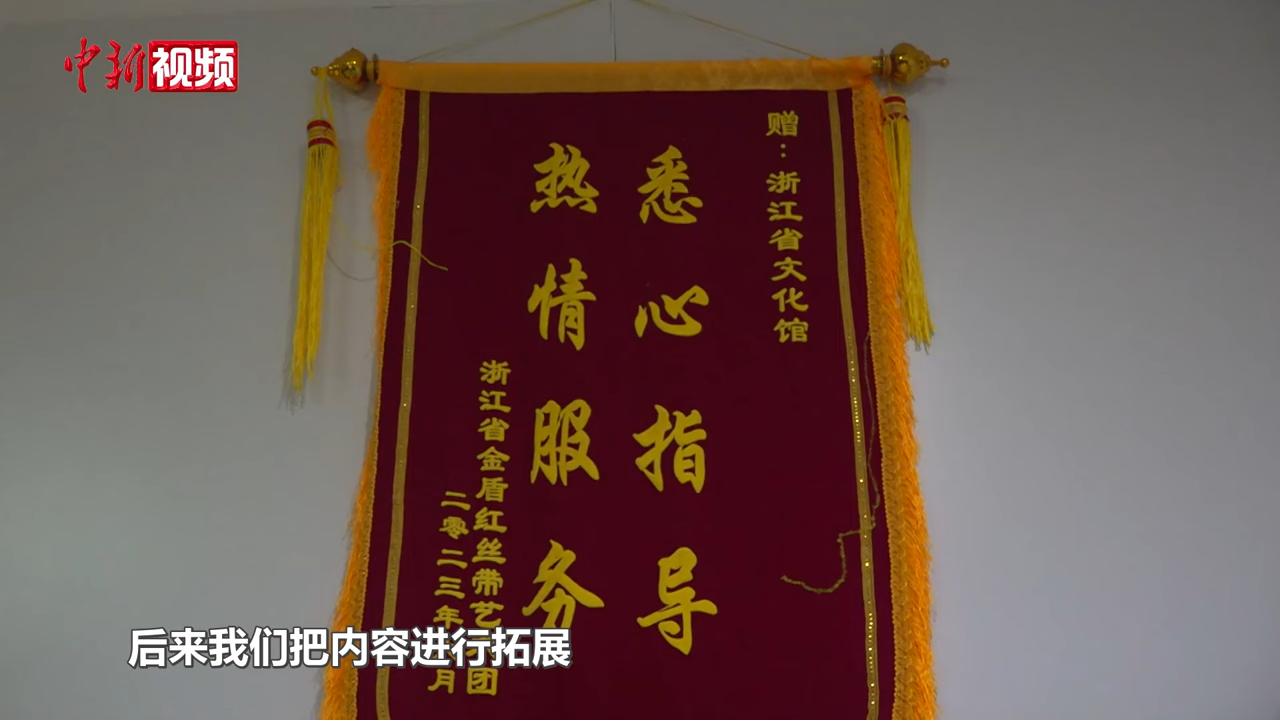 中新视频
赠：浙江省文化馆
悉心指导
热情服务
浙江省金盾红丝带艺团
二零二三年月
后来我们把内容进行拓展